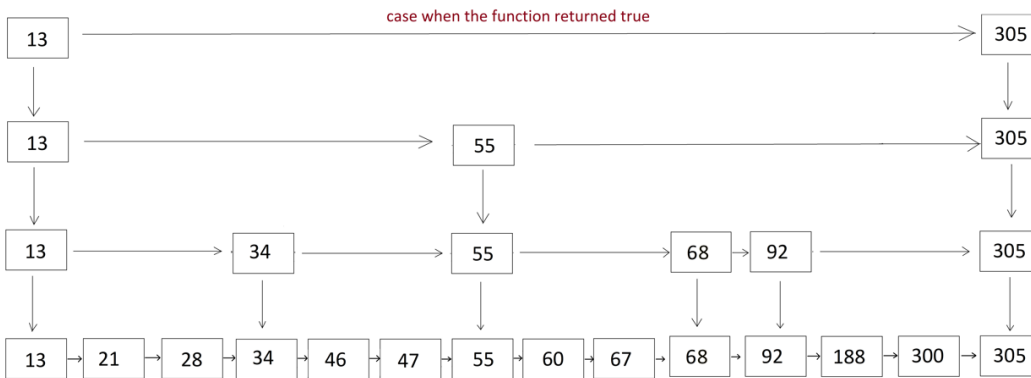 case when the function returned true
13 305
13 55 305
13 34 55 68 92 305
13 21 28 34 46 47 55 60 67 68 92 188 300 305